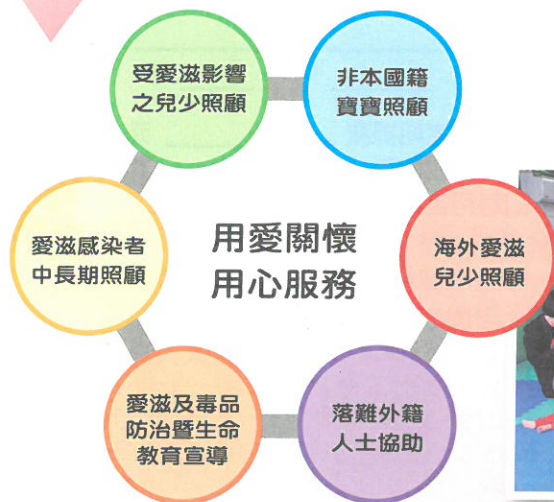 受愛滋影響
之兒少照顧
非本國籍
寶寶照顧
愛滋感染者
中長期照顧
用愛關懷
用心服務
海外愛滋
兒少照顧
愛滋及毒品
防治暨生命
教育宣導
落難外籍
人士協助